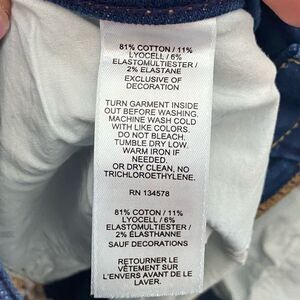 81% COTTON / 11%
LYOCELL / 6%
ELASTOMULTIESTER /
2% ELASTANE
EXCLUSIVE OF
DECORATION
TURN GARMENT INSIDE
OUT BEFORE WASHING.
MACHINE WASH COLD
WITH LIKE COLORS.
DO NOT BLEACH.
TUMBLE DRY LOW.
WARM IRON IF
NEEDED.
OR DRY CLEAN, NO
TRICHLOROETHYLENE.
RN 134578
81% COTON / 11%
LYOCELL / 6%
ELASTOMULTIESTER /
2% ÉLASTHANNE
SAUF DECORATIONS
RETOURNER LE
VÊTEMENT SUR
L'ENVERS AVANT DE LE
LAVER.